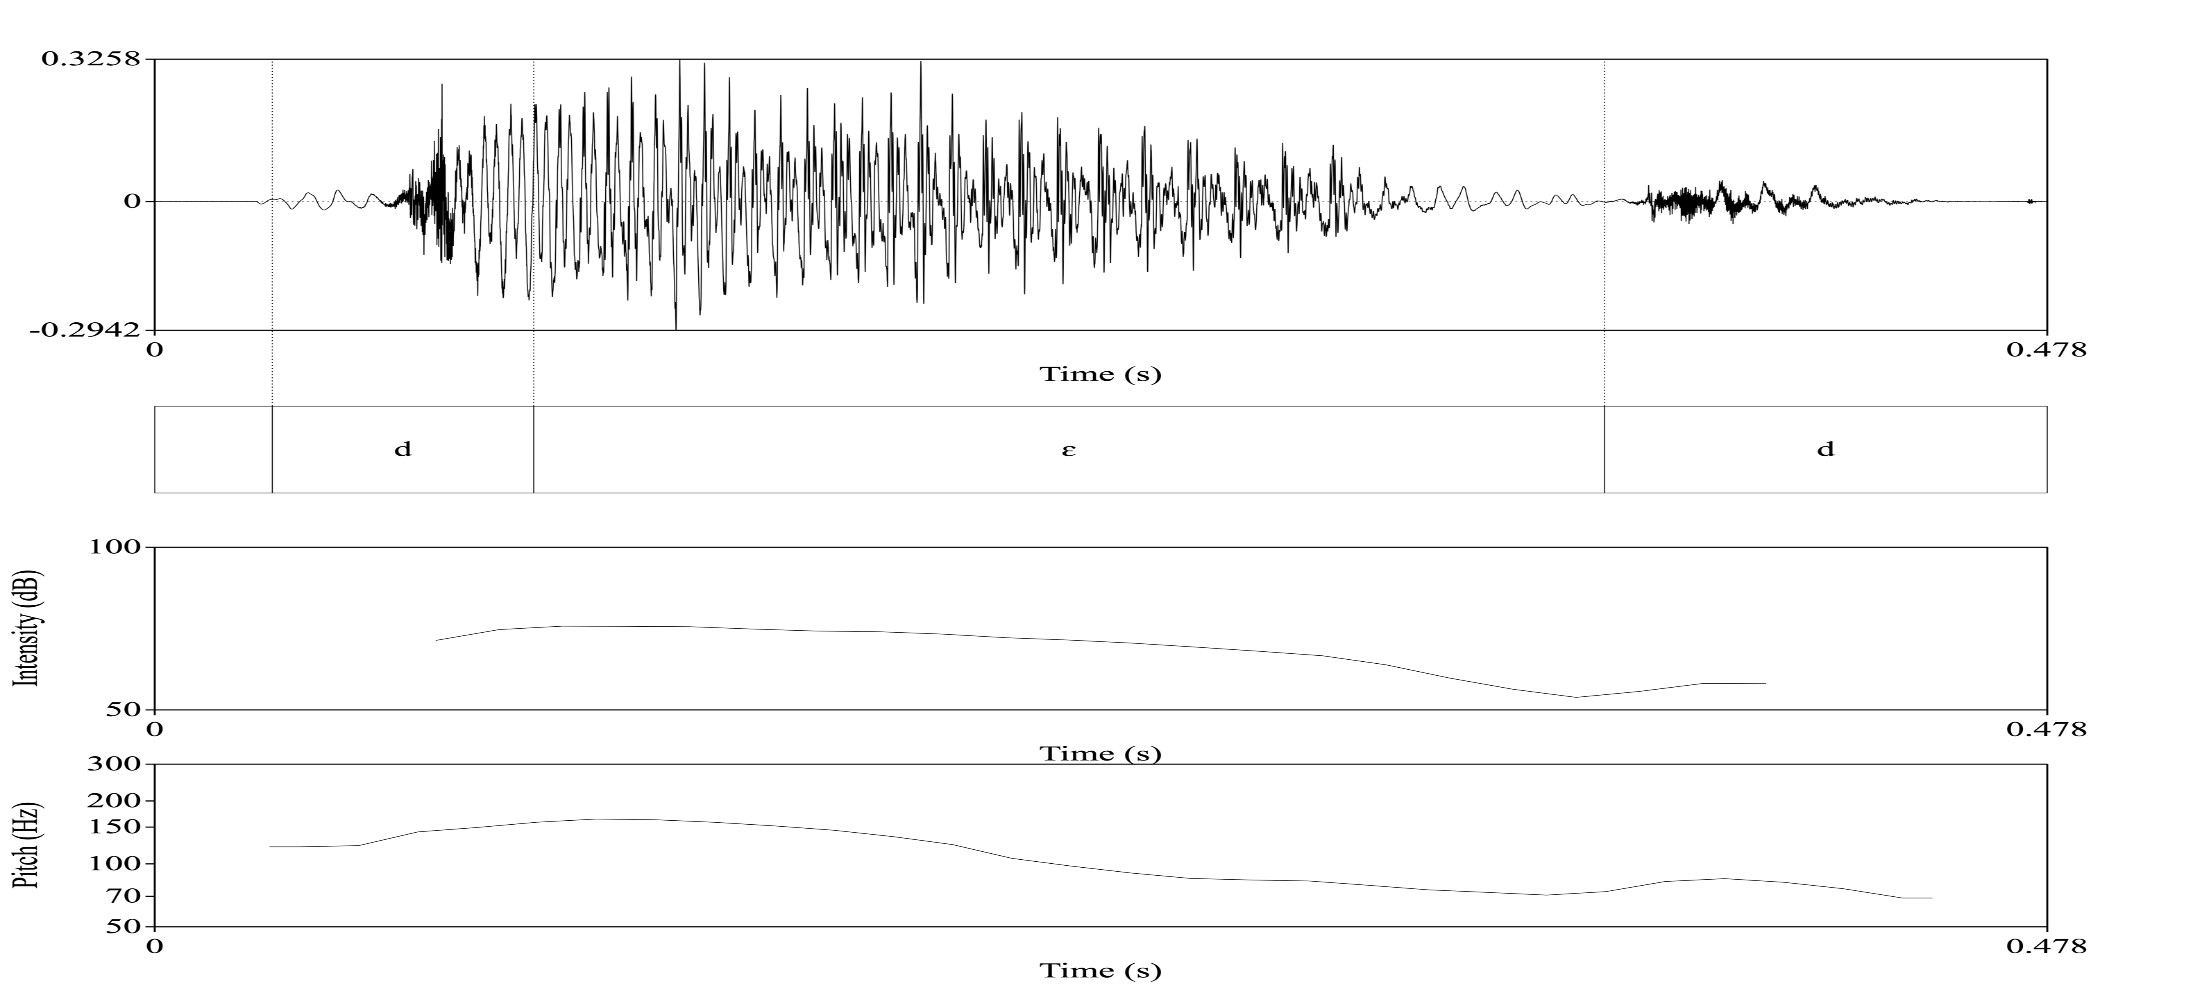 0.3258
0
-0.2942
0 0.478
Time (s)
d ε d
100
Intensity (dB)
50
0 0.478
Time (s)
300
200
150
Pitch (Hz)
100
70
50
0 0.478
Time (s)